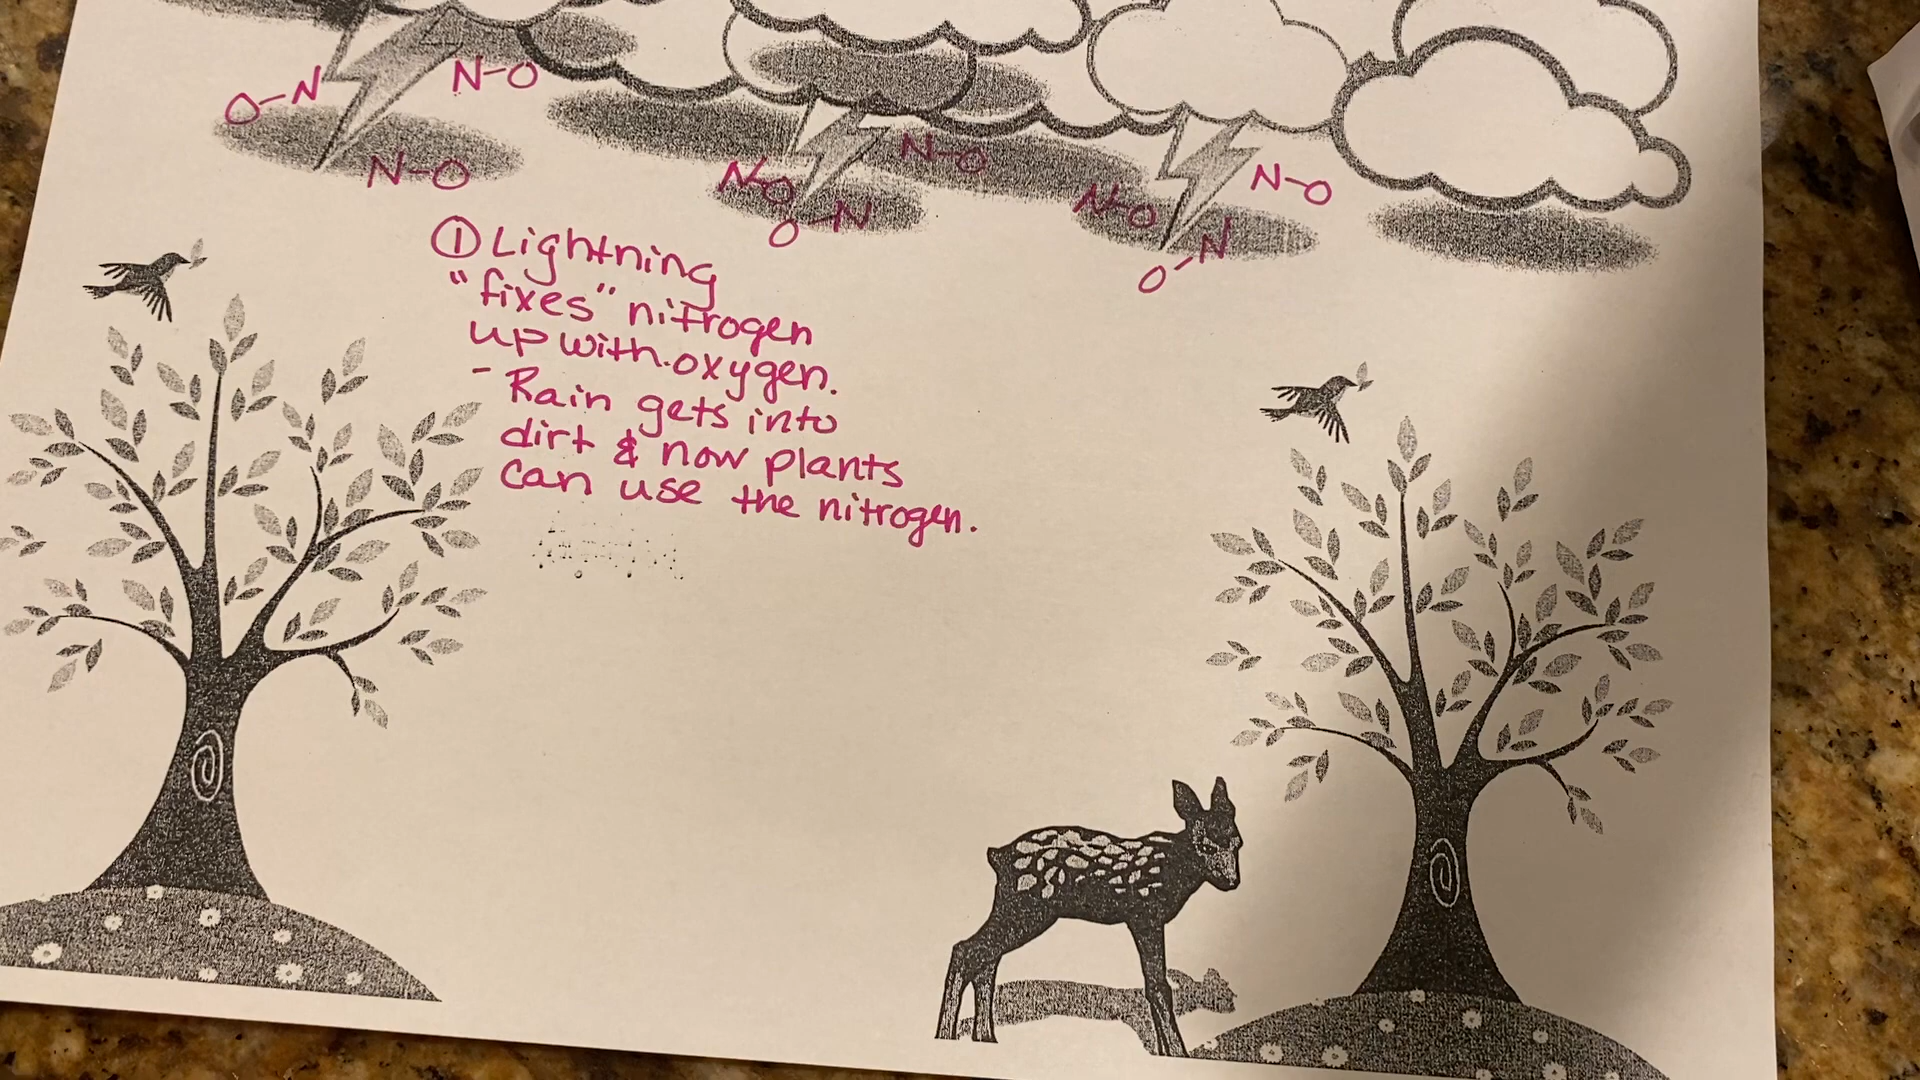 O-N
N-O
N-O
N-O
N-O
O-N
N-O
N-O
O-N
① Lightning
"fixes" nitrogen
up with oxygen.
- Rain gets into
dirt & now plants
can use the nitrogen.